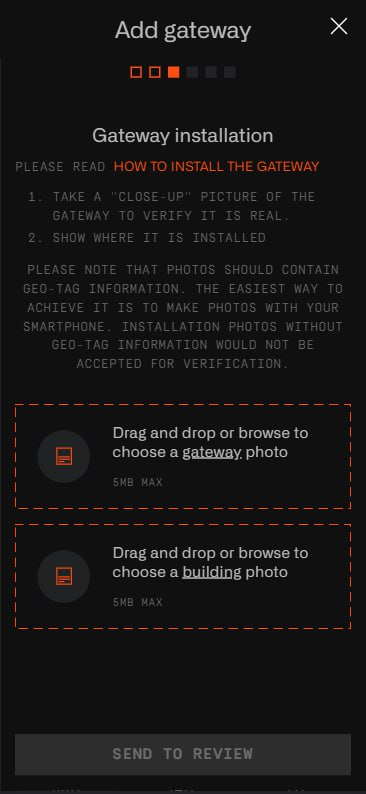 Add gateway
Gateway installation
PLEASE READ HOW TO INSTALL THE GATEWAY
1. TAKE A "CLOSE-UP" PICTURE OF THE
GATEWAY TO VERIFY IT IS REAL.
2. SHOW WHERE IT IS INSTALLED
PLEASE NOTE THAT PHOTOS SHOULD CONTAIN
GEO-TAG INFORMATION. THE EASIEST WAY TO
ACHIEVE IT IS TO MAKE PHOTOS WITH YOUR
SMARTPHONE. INSTALLATION PHOTOS WITHOUT
GEO-TAG INFORMATION WOULD NOT BE
ACCEPTED FOR VERIFICATION.
Drag and drop or browse to
choose a gateway photo
5MB MAX
Drag and drop or browse to
choose a building photo
5MB MAX
SEND TO REVIEW